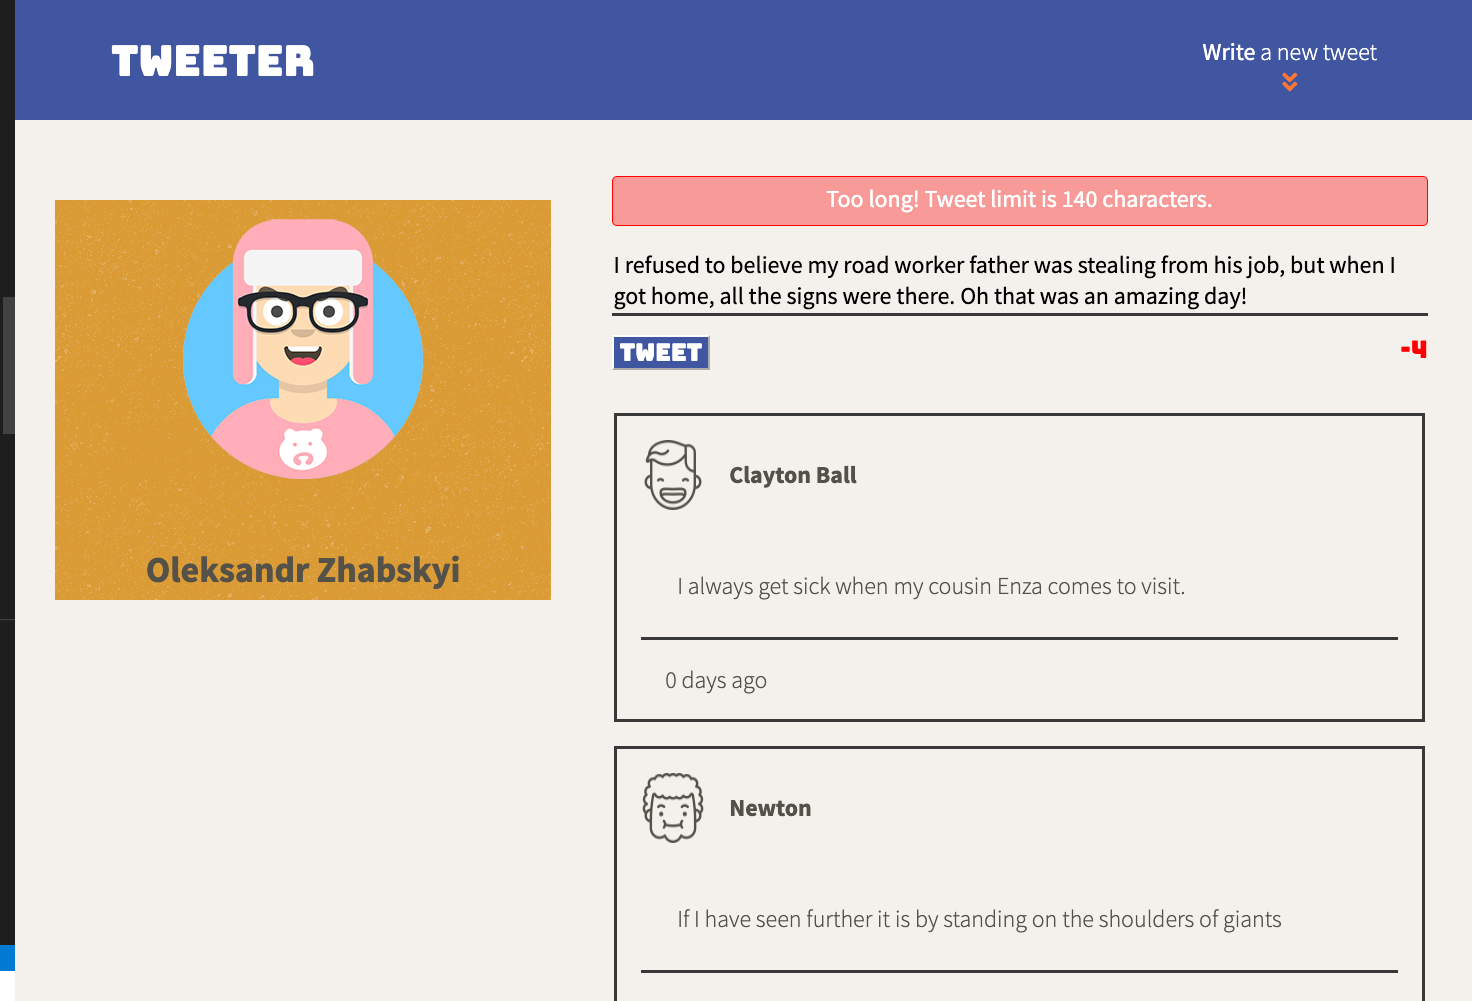 TWEETER
Write a new tweet
Oleksandr Zhabskyi
Too long! Tweet limit is 140 characters.
I refused to believe my road worker father was stealing from his job, but when I
got home, all the signs were there. Oh that was an amazing day!
TWEET
-4
Clayton Ball
I always get sick when my cousin Enza comes to visit.
0 days ago
Newton
If I have seen further it is by standing on the shoulders of giants